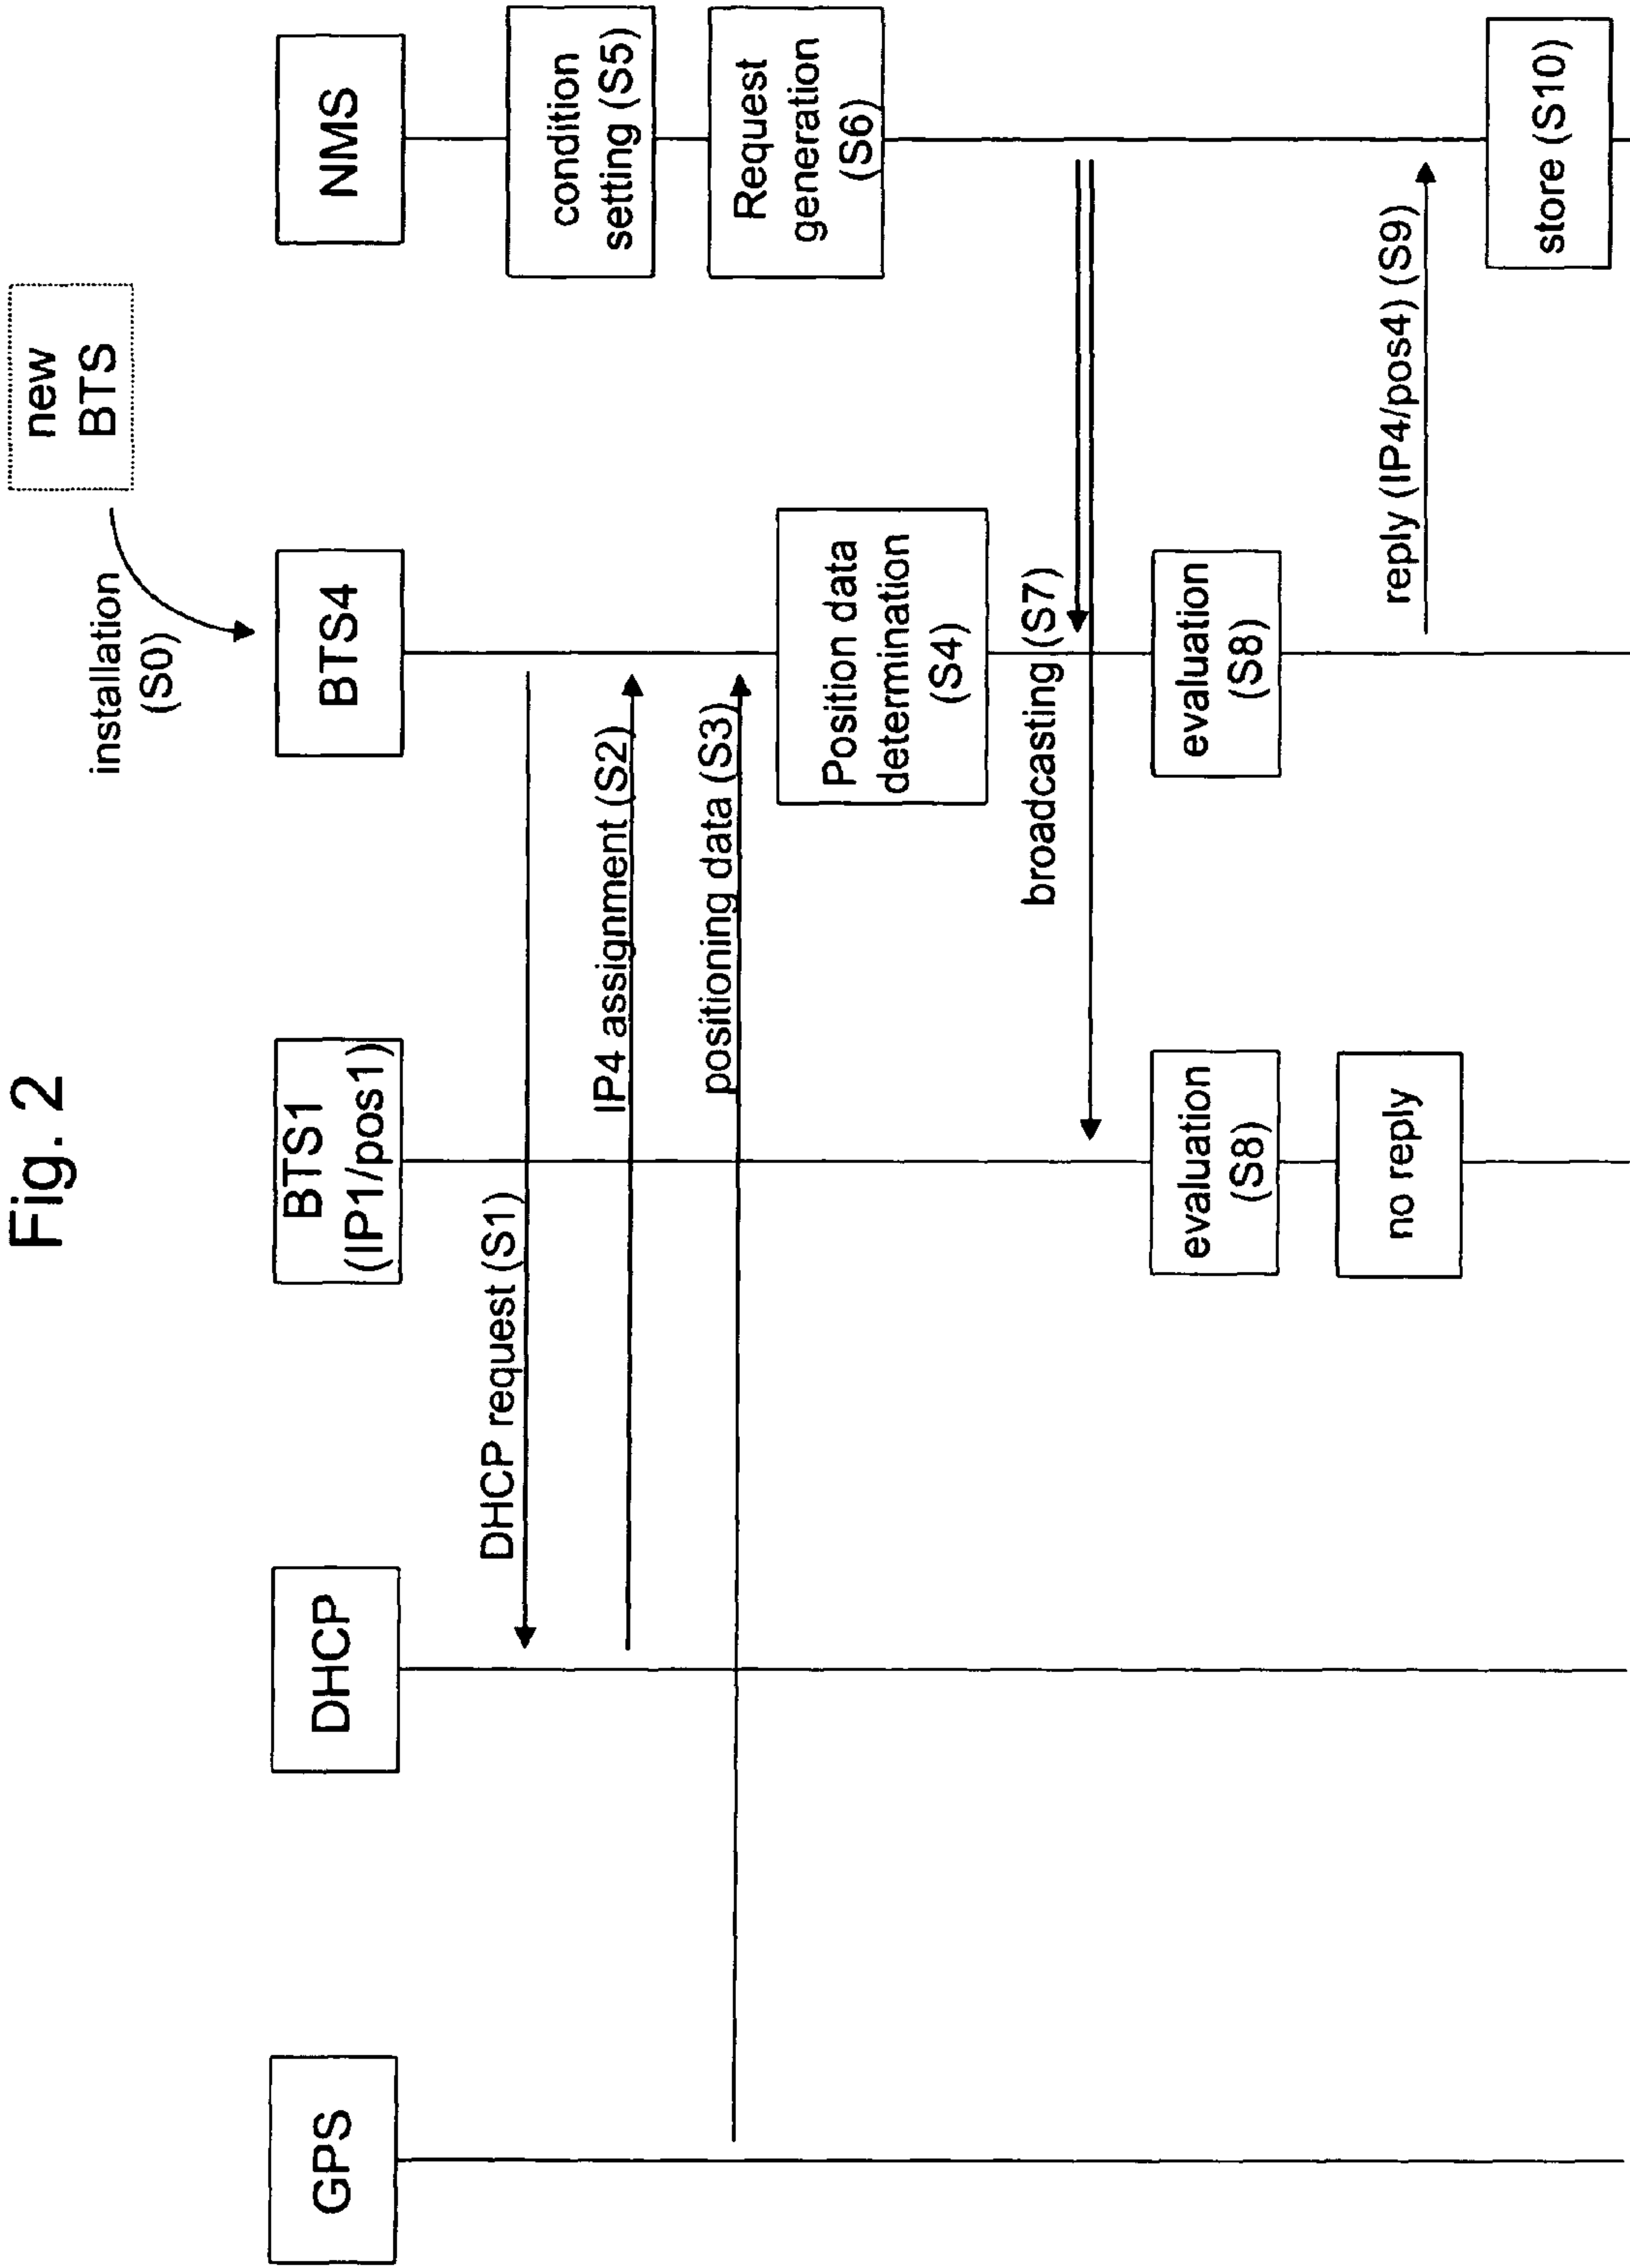 Fig. 2
new
BTS
installation
(S0)
GPS
DHCP
BTS1
(IP1/pos1)
BTS4
NMS
DHCP request (S1)
IP4 assignment (S2)
positioning data (S3)
Position data
determination
(S4)
condition
setting (S5)
Request
generation
(S6)
broadcasting (S7)
evaluation
(S8)
evaluation
(S8)
no reply
reply (IP4/pos4) (S9)
store (S10)